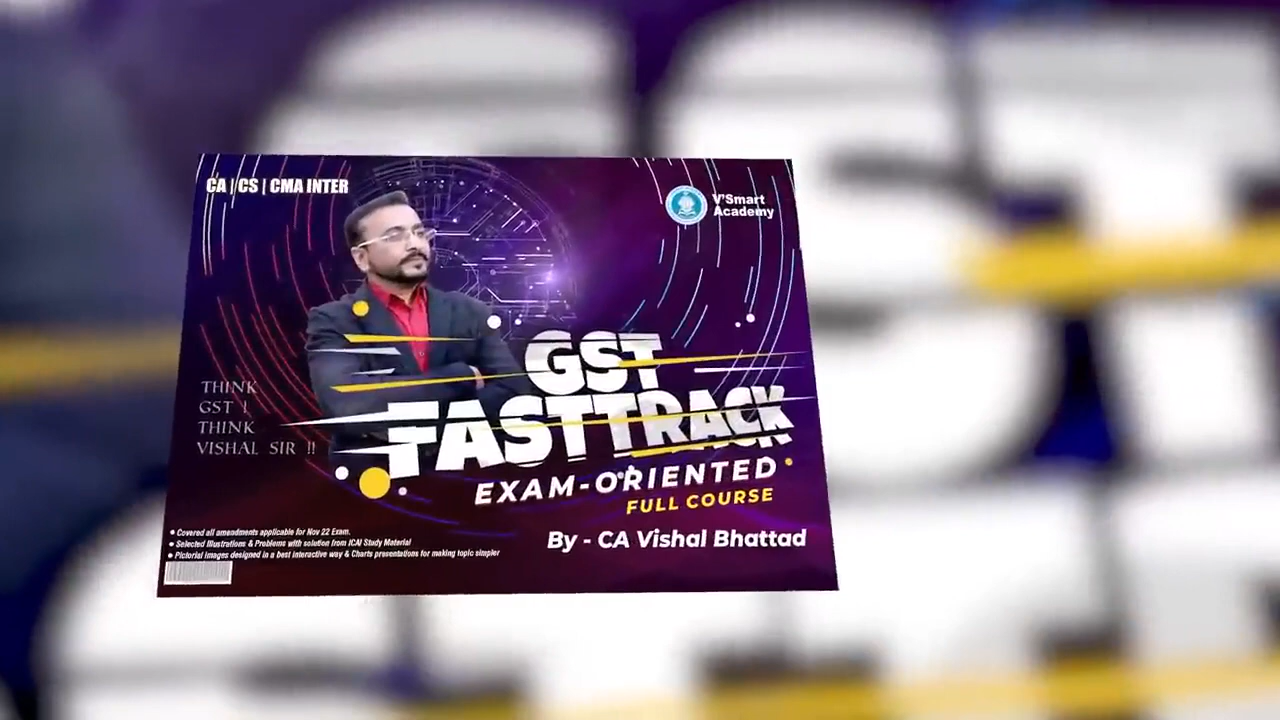 CA | CS | CMA INTER
V'Smart
Academy
THINK
GST !
THINK
VISHAL SIR !!
GST
FASTTRACK
EXAM-ORIENTED
FULL COURSE
By - CA Vishal Bhattad
• Covered all amendments applicable for Nov 22 Exam.
• Selected Illustrations & Problems with solution from ICAI Study Material
• Pictorial images designed in a best interactive way & Charts presentations for making topic simpler